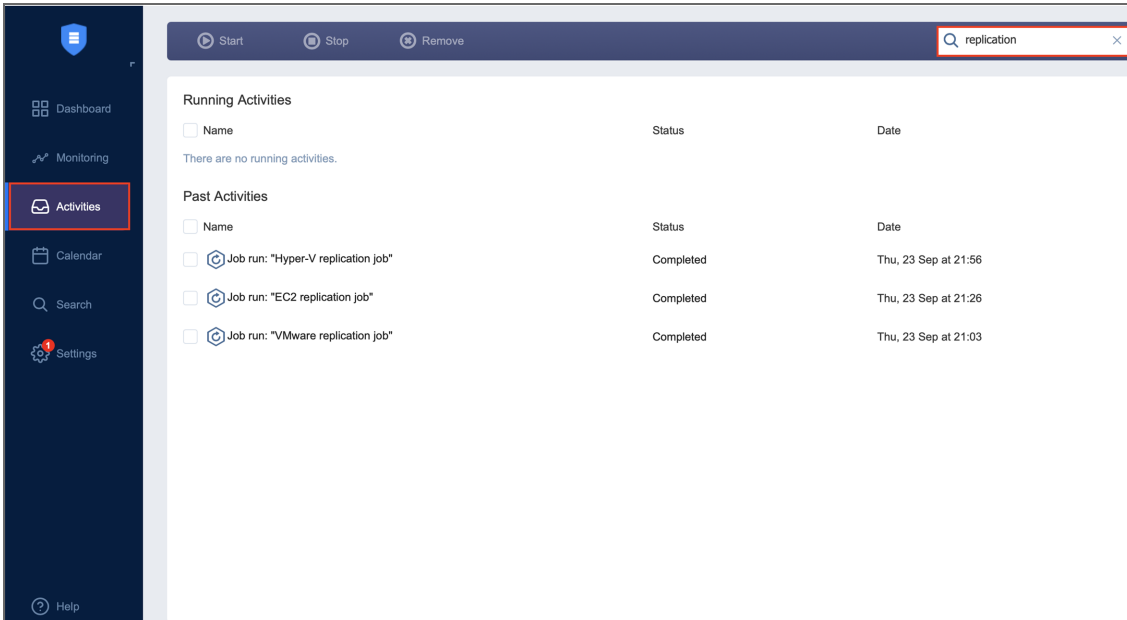 Start Stop Remove replication
Dashboard
Monitoring
Activities
Calendar
Search
1
Settings
Help
Running Activities
Name Status Date
There are no running activities.
Past Activities
Name Status Date
Job run: "Hyper-V replication job" Completed Thu, 23 Sep at 21:56
Job run: "EC2 replication job" Completed Thu, 23 Sep at 21:26
Job run: "VMware replication job" Completed Thu, 23 Sep at 21:03